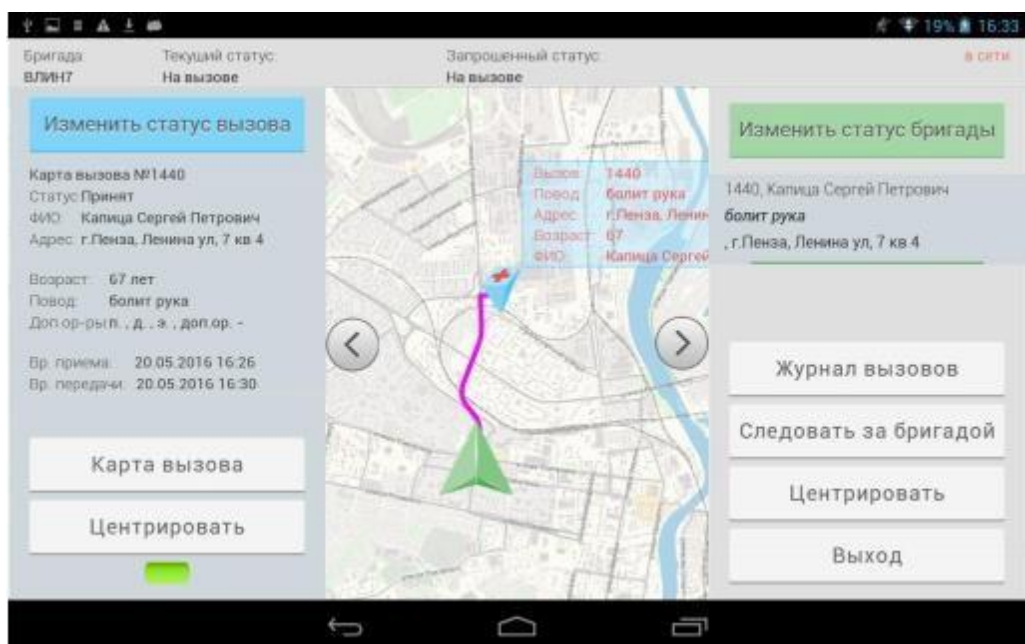 19% 16:33
Бригада:
ВЛИН7
Текущий статус:
На вызове
Запрошенный статус:
На вызове
в сети
Изменить статус вызова
Карта вызова №1440
Статус: Принят
ФИО: Капица Сергей Петрович
Адрес: г.Пенза, Ленина ул, 7 кв 4
Возраст: 67 лет
Повод: болит рука
Доп.ор-ры: п. , д. , э. , доп.ор. -
Вр. приема: 20.05.2016 16:26
Вр. передачи: 20.05.2016 16:30
Карта вызова
Центрировать
Вызов: 1440
Повод: болит рука
Адрес: г.Пенза, Ленин
Возраст: 67
ФИО: Капица Сергей
Изменить статус бригады
1440, Капица Сергей Петрович
болит рука
, г.Пенза, Ленина ул, 7 кв 4
Журнал вызовов
Следовать за бригадой
Центрировать
Выход